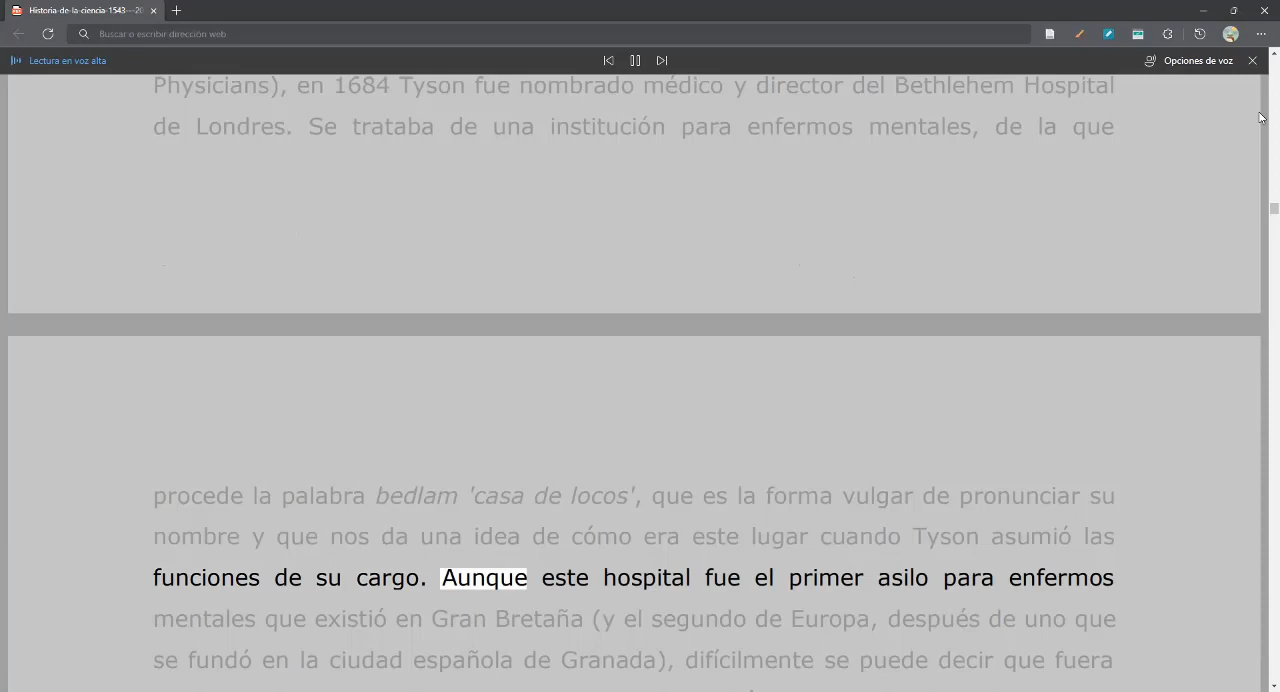 Historia-de-la-ciencia-1543---20
Buscar o escribir dirección web
Lectura en voz alta
Opciones de voz
Physicians), en 1684 Tyson fue nombrado médico y director del Bethlehem Hospital
de Londres. Se trataba de una institución para enfermos mentales, de la que
procede la palabra bedlam 'casa de locos', que es la forma vulgar de pronunciar su
nombre y que nos da una idea de cómo era este lugar cuando Tyson asumió las
funciones de su cargo. Aunque este hospital fue el primer asilo para enfermos
mentales que existió en Gran Bretaña (y el segundo de Europa, después de uno que
se fundó en la ciudad española de Granada), difícilmente se puede decir que fuera